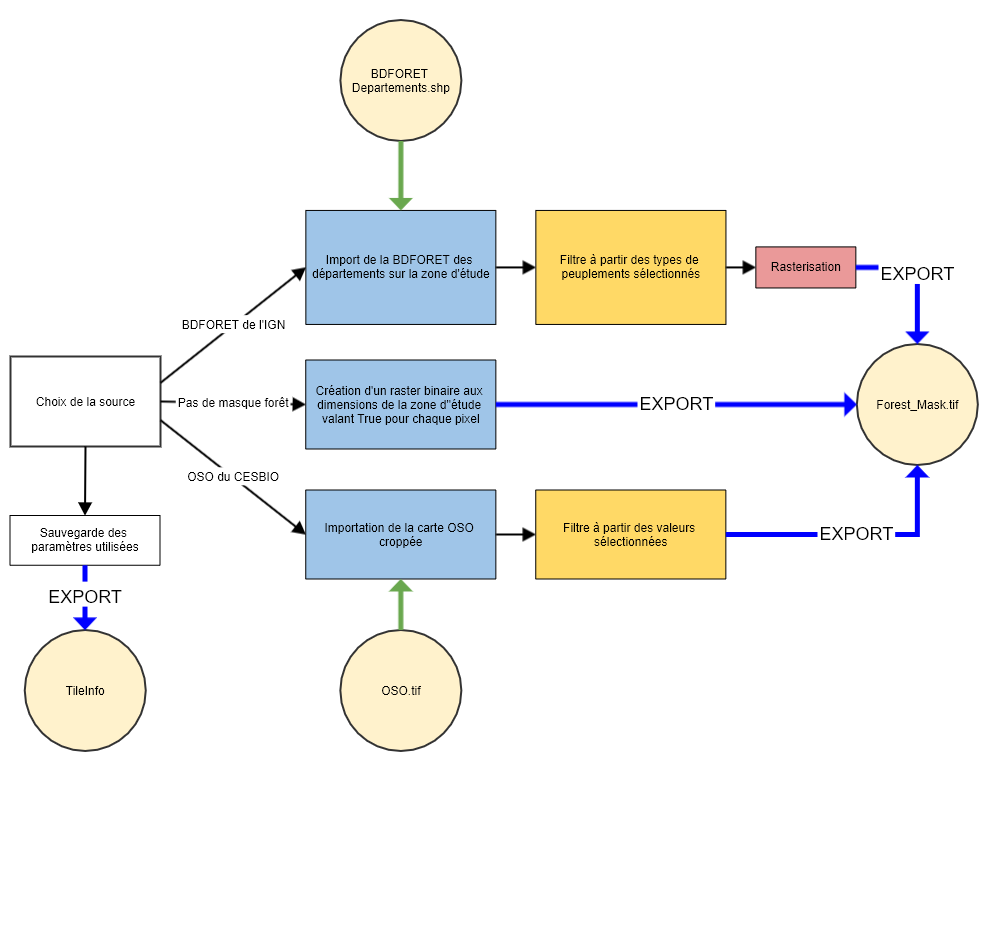 BDFORET
Departements.shp
Import de la BDFORET des
départements sur la zone d'étude
Filtre à partir des types de
peuplements sélectionnés
Rasterisation
EXPORT
BDFORET de l'IGN
Choix de la source
Pas de masque forêt
Création d'un raster binaire aux
dimensions de la zone d''étude
valant True pour chaque pixel
EXPORT
Forest_Mask.tif
OSO du CESBIO
Importation de la carte OSO
croppée
Filtre à partir des valeurs
sélectionnées
EXPORT
Sauvegarde des
paramètres utilisées
EXPORT
TileInfo
OSO.tif